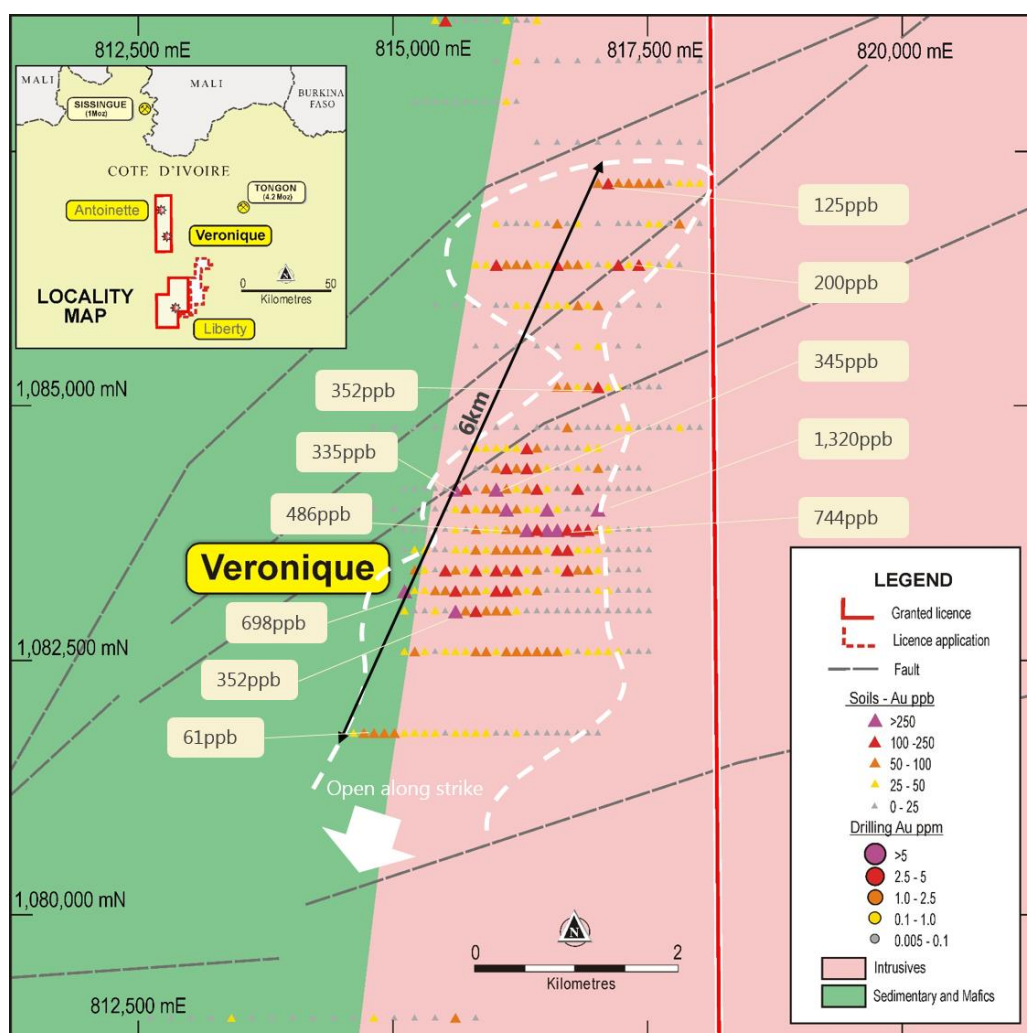 812,500 mE
815,000 mE
817,500 mE
820,000 mE
MALI
MALI
BURKINA
FASO
SISSINGUE
(1Moz)
COTE D'IVOIRE
TONGON
(4.2 Moz)
Antoinette
Veronique
N
0
50
Kilometres
LOCALITY
MAP
Liberty
125ppb
200ppb
345ppb
1,085,000 mN
352ppb
6km
1,320ppb
335ppb
486ppb
744ppb
Veronique
698ppb
1,082,500 mN
352ppb
61ppb
Open along strike
1,080,000 mN
N
0
2
Kilometres
812,500 mE
LEGEND
Granted licence
Licence application
Fault
Soils - Au ppb
>250
100 -250
50 - 100
25 - 50
0 - 25
Drilling Au ppm
>5
2.5 - 5
1.0 - 2.5
0.1 - 1.0
0.005 - 0.1
Intrusives
Sedimentary and Mafics